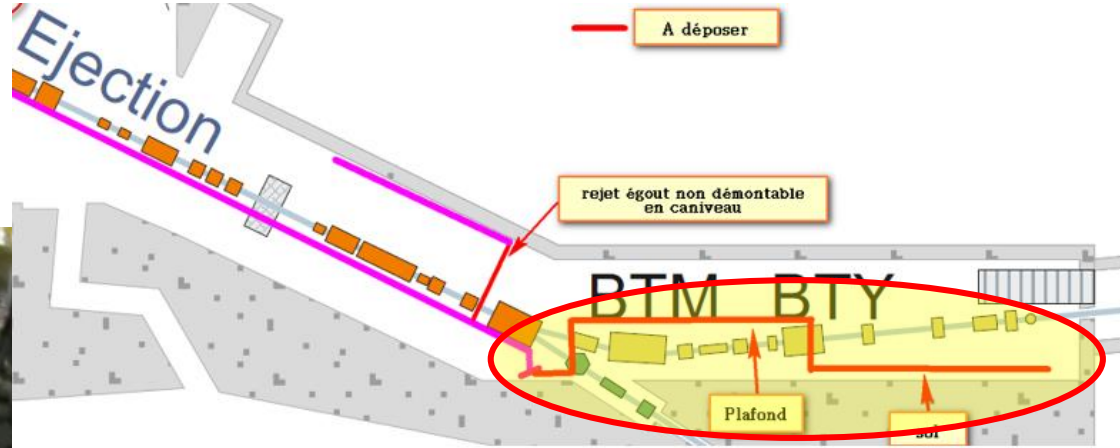 A déposer
Ejection
rejet égout non démontable
en caniveau
BTM BTY
Plafond
sol